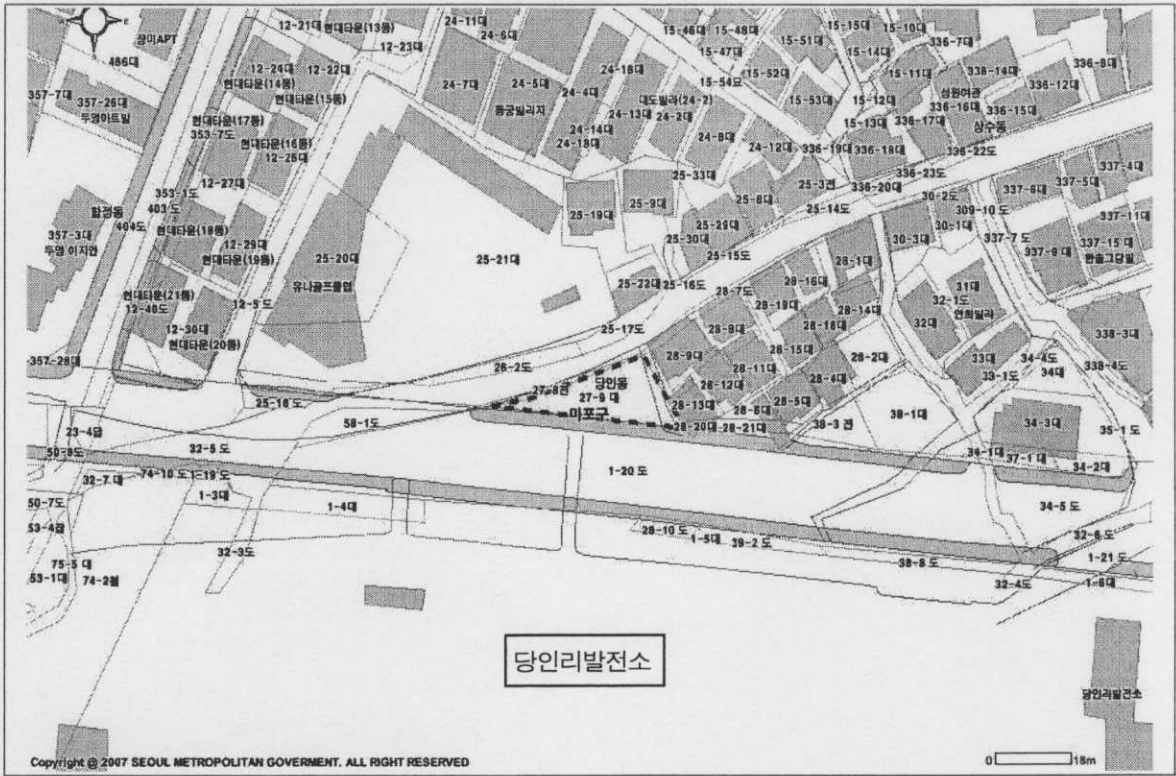 W E
장미APT
486대
357-7대
357-26대
두영아트빌
12-21대
현대타운(13동)
12-23대
12-24대
12-22대
현대타운(14동)
현대타운(15동)
현대타운(17동)
353-7도
현대타운(16동)
12-26대
12-27대
353-1도
403 도
합정동
404도
현대타운(18동)
357-3대
12-29대
현대타운(19동)
현대타운(21동)
12-40도
12-5 도
12-30대
현대타운(20동)
357-28대
24-11대
24-6대
24-7대
24-5대
24-4대
동궁빌리지
24-16대
24-13대
24-14대
24-18대
대도빌라(24-2)
24-2대
24-8대
24-12대
15-46대
15-48대
15-47대
15-54도
15-52대
15-51대
15-53대
15-15대
15-10대
15-14대
15-11대
15-12대
15-13대
336-7대
336-14대
성원여관
336-12대
336-8대
336-16대
336-15대
336-17대
상수동
336-19대
336-18대
336-22도
336-23도
336-20대
337-4대
337-5대
337-6대
337-11대
337-7 도
337-9 대
337-15 대
338-3대
338-4도
30-2도
309-10 도
30-1대
30-3대
25-33대
25-3전
25-14도
25-19대
25-9대
25-8대
25-29대
25-30대
25-15도
25-20대
유나골프클럽
25-21대
25-22대
25-16도
25-17도
28-7도
28-16대
28-1대
28-19대
28-14대
28-18대
28-8대
28-15대
28-2대
28-9대
28-11대
28-12대
28-4대
28-13대
28-6대
28-5대
28-20대
28-21대
31대
32-1도
연희빌라
32대
33대
33-1도
34-4도
34대
34-3대
35-1 도
34-1대
37-1 대
34-2대
34-5 도
38-1대
38-3 전
26-2도
27-8전
당인동
27-9 대
마포구
25-18 도
58-1도
23-4답
50-8도
32-5 도
32-7 대
74-10 도
1-19 도
50-7도
1-3대
1-4대
53-4잡
32-3도
75-5 대
53-1대
74-2철
1-20 도
28-10 도
1-5대
39-2 도
38-8 도
32-4도
32-6 도
1-21 도
1-6대
당인리발전소
당인리발전소
Copyright @ 2007 SEOUL METROPOLITAN GOVERMENT. ALL RIGHT RESERVED
0 18m